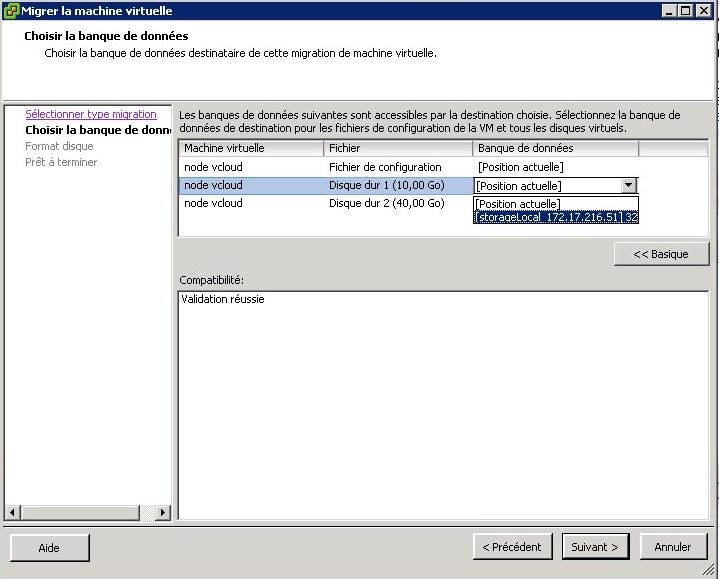 Migrer la machine virtuelle
Choisir la banque de données
Choisir la banque de données destinataire de cette migration de machine virtuelle.
Sélectionner type migration
Choisir la banque de donn
Format disque
Prêt à terminer
Les banques de données suivantes sont accessibles par la destination choisie. Sélectionnez la banque de
données de destination pour les fichiers de configuration de la VM et tous les disques virtuels.
Machine virtuelle Fichier Banque de données
node vcloud Fichier de configuration [Position actuelle]
node vcloud Disque dur 1 (10,00 Go) [Position actuelle]
node vcloud Disque dur 2 (40,00 Go) [Position actuelle]
[storageLocal_172.17.216.51] 32
<< Basique
Compatibilité:
Validation réussie
Aide
< Précédent
Suivant >
Annuler